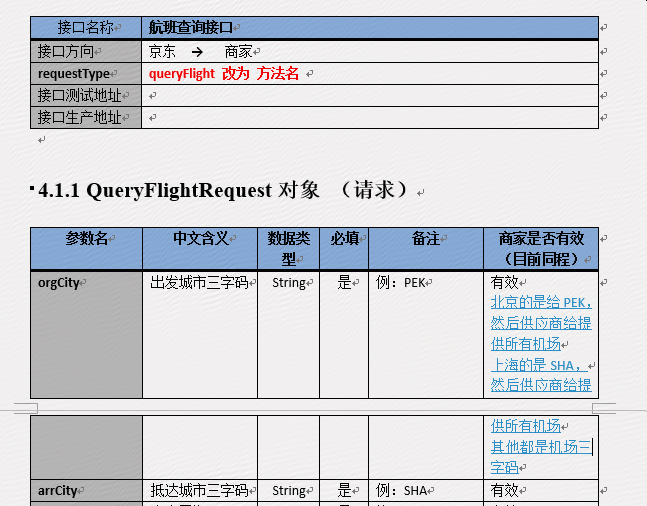 接口名称 航班查询接口
接口方向 京东 → 商家
requestType queryFlight 改为 方法名
接口测试地址
接口生产地址
4.1.1 QueryFlightRequest 对象 （请求）
参数名 中文含义 数据类型 必填 备注 商家是否有效（目前同程）
orgCity 出发城市三字码 String 是 例：PEK 有效
北京的是给 PEK，
然后供应商给提
供所有机场
上海的是 SHA，
然后供应商给提
供所有机场
其他都是机场三
字码
arrCity 抵达城市三字码 String 是 例：SHA 有效